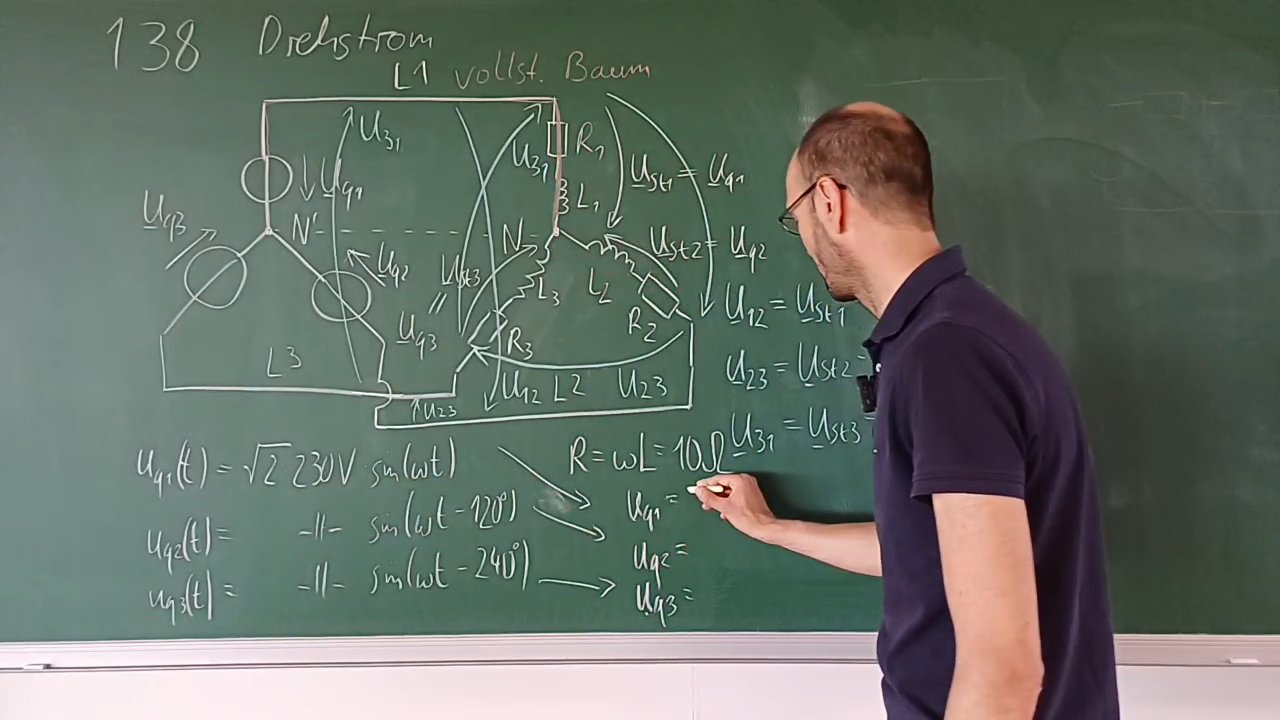 138 Drehstrom
L1 vollst. Baum
U31
U31
R1
L1
Ust1 = Uq1
Uq1
Uq3
N'
N
Uq2
Ust3
=
Uq3
L3
L2
R2
Ust2 = Uq2
U12 = Ust1
U23 = Ust2 =
U31 = Ust3 =
R3
L3
U12
L2
U23
U23
uq1(t) = √2 230V sin(ωt)
uq2(t) = -||- sin(ωt - 120°)
uq3(t) = -||- sin(ωt - 240°)
R = ωL = 10Ω
Uq1 =
Uq2 =
Uq3 =